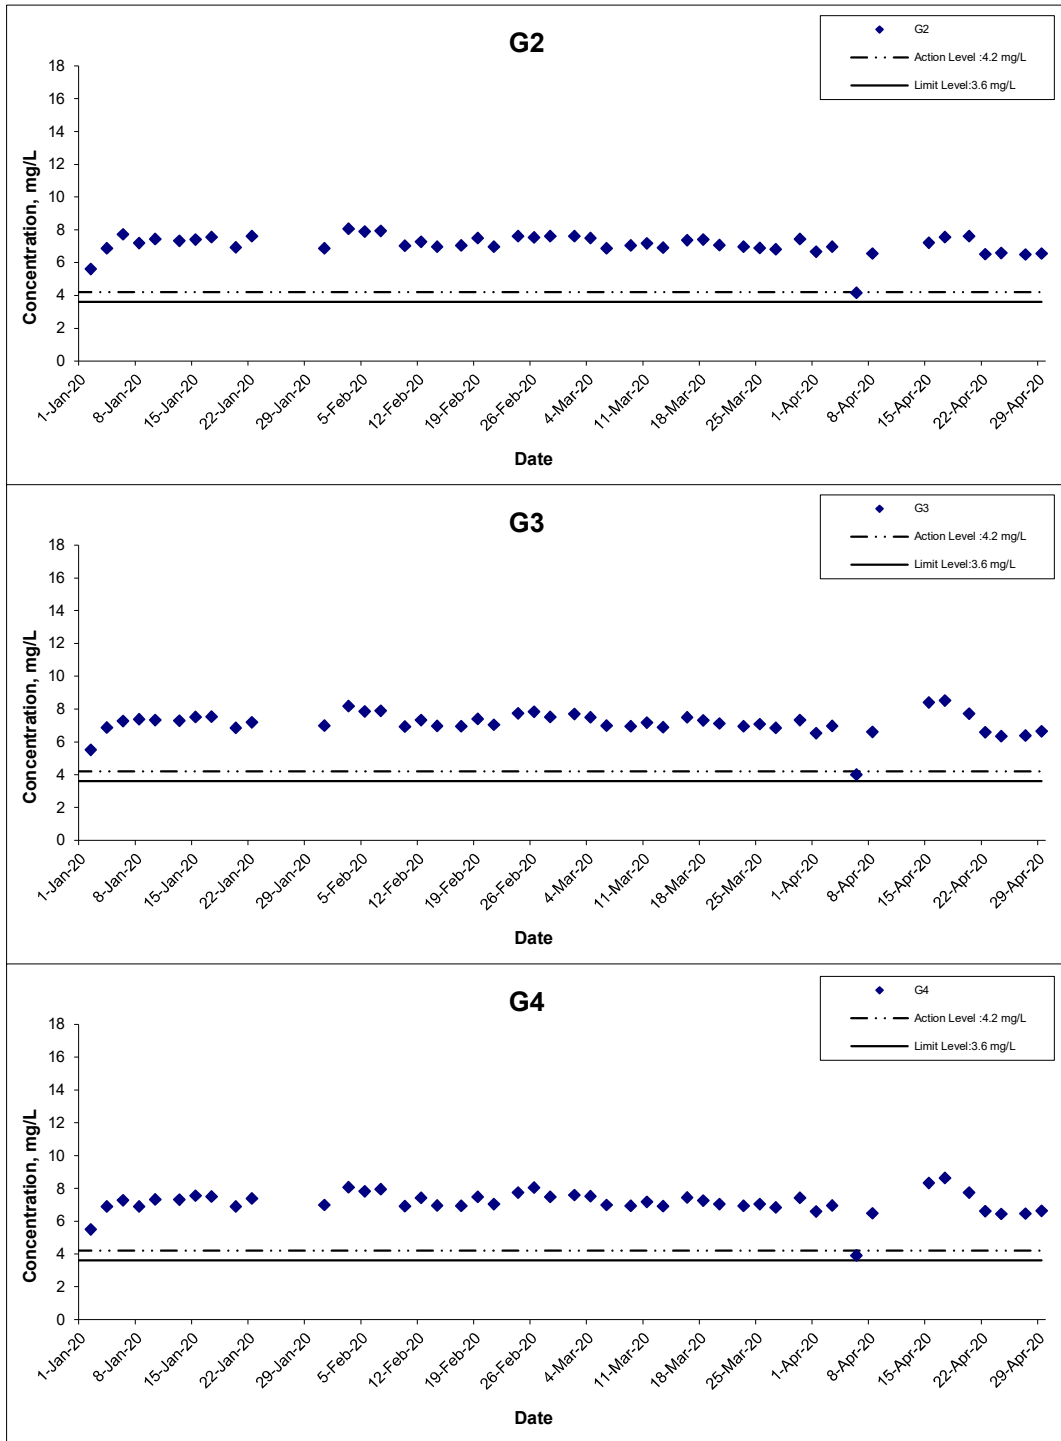 G2
G2
Action Level :4.2 mg/L
Limit Level:3.6 mg/L
18
16
14
12
10
8
6
4
2
0
Concentration, mg/L
1-Jan-20
8-Jan-20
15-Jan-20
22-Jan-20
29-Jan-20
5-Feb-20
12-Feb-20
19-Feb-20
26-Feb-20
4-Mar-20
11-Mar-20
18-Mar-20
25-Mar-20
1-Apr-20
8-Apr-20
15-Apr-20
22-Apr-20
29-Apr-20
Date
G3
G3
Action Level :4.2 mg/L
Limit Level:3.6 mg/L
18
16
14
12
10
8
6
4
2
0
Concentration, mg/L
1-Jan-20
8-Jan-20
15-Jan-20
22-Jan-20
29-Jan-20
5-Feb-20
12-Feb-20
19-Feb-20
26-Feb-20
4-Mar-20
11-Mar-20
18-Mar-20
25-Mar-20
1-Apr-20
8-Apr-20
15-Apr-20
22-Apr-20
29-Apr-20
Date
G4
G4
Action Level :4.2 mg/L
Limit Level:3.6 mg/L
18
16
14
12
10
8
6
4
2
0
Concentration, mg/L
1-Jan-20
8-Jan-20
15-Jan-20
22-Jan-20
29-Jan-20
5-Feb-20
12-Feb-20
19-Feb-20
26-Feb-20
4-Mar-20
11-Mar-20
18-Mar-20
25-Mar-20
1-Apr-20
8-Apr-20
15-Apr-20
22-Apr-20
29-Apr-20
Date